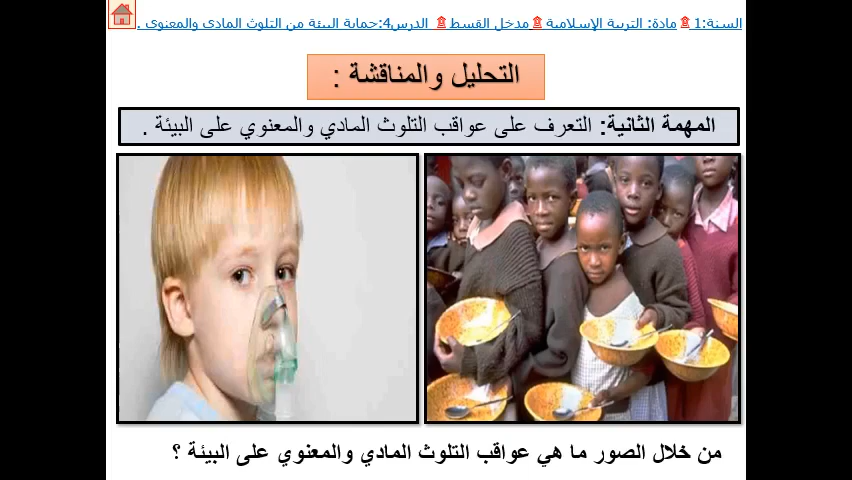 السنة:1 مادة: التربية الإسلامية مدخل القسط الدرس4:حماية البيئة من التلوث المادي والمعنوي .
التحليل والمناقشة :
المهمة الثانية: التعرف على عواقب التلوث المادي والمعنوي على البيئة .
من خلال الصور ما هي عواقب التلوث المادي والمعنوي على البيئة ؟